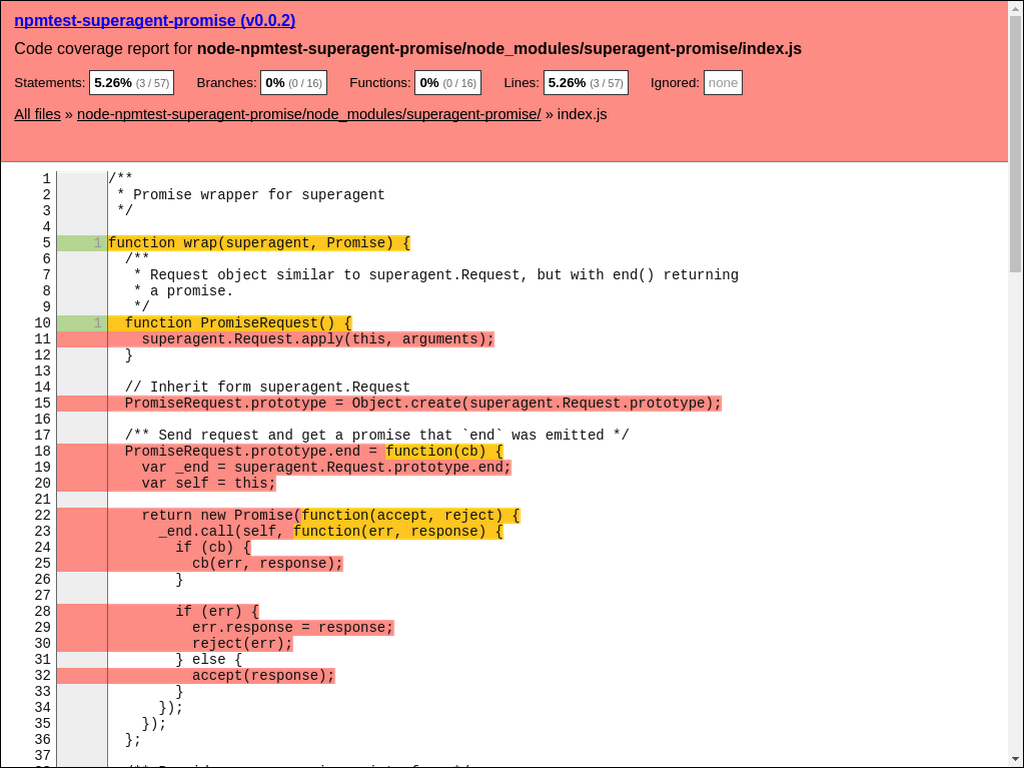 npmtest-superagent-promise (v0.0.2)
Code coverage report for node-npmtest-superagent-promise/node_modules/superagent-promise/index.js
Statements: 5.26% (3 / 57) Branches: 0% (0 / 16) Functions: 0% (0 / 16) Lines: 5.26% (3 / 57) Ignored: none
All files » node-npmtest-superagent-promise/node_modules/superagent-promise/ » index.js
1 /**
2  * Promise wrapper for superagent
3  */
4
5 1 function wrap(superagent, Promise) {
6   /**
7    * Request object similar to superagent.Request, but with end() returning
8    * a promise.
9    */
10 1   function PromiseRequest() {
11     superagent.Request.apply(this, arguments);
12   }
13
14   // Inherit form superagent.Request
15   PromiseRequest.prototype = Object.create(superagent.Request.prototype);
16
17   /** Send request and get a promise that `end` was emitted */
18   PromiseRequest.prototype.end = function(cb) {
19     var _end = superagent.Request.prototype.end;
20     var self = this;
21
22     return new Promise(function(accept, reject) {
23       _end.call(self, function(err, response) {
24         if (cb) {
25           cb(err, response);
26         }
27
28         if (err) {
29           err.response = response;
30           reject(err);
31         } else {
32           accept(response);
33         }
34       });
35     });
36   };
37